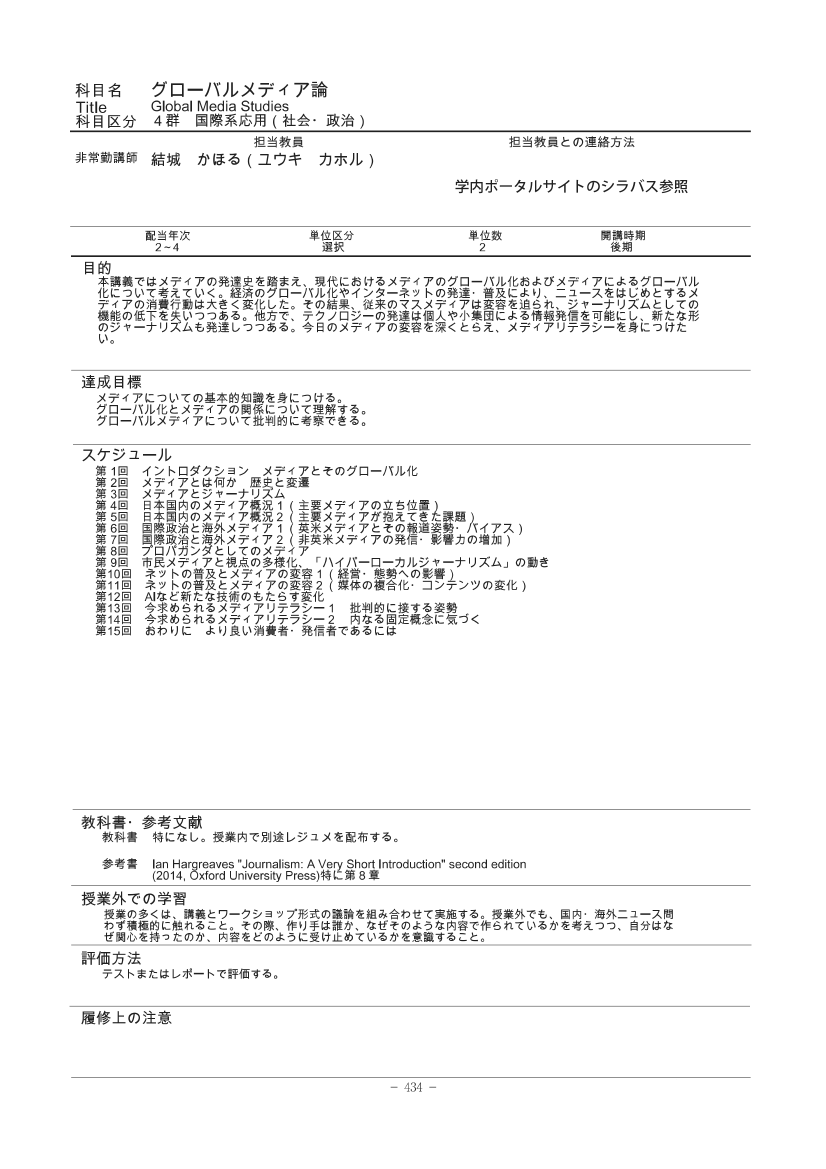 科目名 グローバルメディア論
Title Global Media Studies
科目区分 4群 国際系応用(社会・政治)
担当教員 担当教員との連絡方法
非常勤講師 結城 かほる(ユウキ カホル)
学内ポータルサイトのシラバス参照
配当年次 単位区分 単位数 開講時期
2~4 選択 2 後期
目的
本講義ではメディアの発達史を踏まえ、現代におけるメディアのグローバル化およびメディアによるグローバル
化について考えていく。経済のグローバル化やインターネットの発達・普及により、ニュースをはじめとするメ
ディアの消費行動は大きく変化した。その結果、従来のマスメディアは変容を迫られ、ジャーナリズムとしての
機能の低下を失いつつある。他方で、テクノロジーの発達は個人や小集団による情報発信を可能にし、新たな形
のジャーナリズムも発達しつつある。今日のメディアの変容を深くとらえ、メディアリテラシーを身につけた
い。
達成目標
メディアについての基本的知識を身につける。
グローバル化とメディアの関係について理解する。
グローバルメディアについて批判的に考察できる。
スケジュール
第 1回 イントロダクション メディアとそのグローバル化
第 2回 メディアとは何か 歴史と変遷
第 3回 メディアとジャーナリズム
第 4回 日本国内のメディア概況1(主要メディアの立ち位置)
第 5回 日本国内のメディア概況2(主要メディアが抱えてきた課題)
第 6回 国際政治と海外メディア1(英米メディアとその報道姿勢・バイアス)
第 7回 国際政治と海外メディア2(非英米メディアの発信・影響力の増加)
第 8回 プロパガンダとしてのメディア
第 9回 市民メディアと視点の多様化、「ハイパーローカルジャーナリズム」の動き
第10回 ネットの普及とメディアの変容1(経営・態勢への影響)
第11回 ネットの普及とメディアの変容2(媒体の複合化・コンテンツの変化)
第12回 AIなど新たな技術のもたらす変化
第13回 今求められるメディアリテラシー1 批判的に接する姿勢
第14回 今求められるメディアリテラシー2 内なる固定概念に気づく
第15回 おわりに より良い消費者・発信者であるには
教科書・参考文献
教科書 特になし。授業内で別途レジュメを配布する。
参考書 Ian Hargreaves "Journalism: A Very Short Introduction" second edition
(2014, Oxford University Press)特に第8章
授業外での学習
授業の多くは、講義とワークショップ形式の議論を組み合わせて実施する。授業外でも、国内・海外ニュース問
わず積極的に触れること。その際、作り手は誰か、なぜそのような内容で作られているかを考えつつ、自分はな
ぜ関心を持ったのか、内容をどのように受け止めているかを意識すること。
評価方法
テストまたはレポートで評価する。
履修上の注意
− 434 −